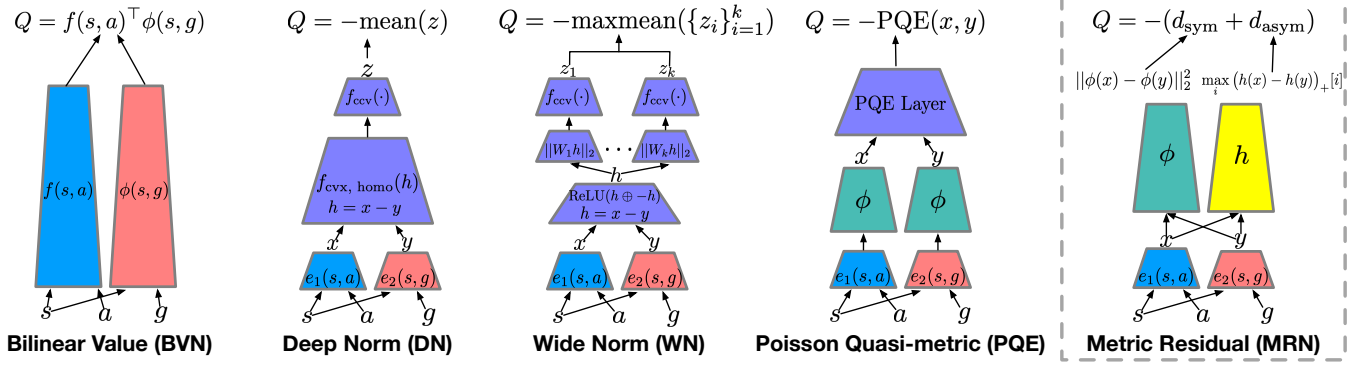 Q = f(s, a)^⊤ ϕ(s, g)
f(s, a)
ϕ(s, g)
s a g
Bilinear Value (BVN)
Q = −mean(z)
z
f_ccv(·)
f_cvx, homo(h)
h = x − y
x y
e_1(s, a) e_2(s, g)
s a g
Deep Norm (DN)
Q = −maxmean({z_i}_{i=1}^k)
z_1 z_k
f_ccv(·) f_ccv(·)
||W_1h||_2 · · · ||W_kh||_2
h
ReLU(h ⊕ −h)
h = x − y
x y
e_1(s, a) e_2(s, g)
s a g
Wide Norm (WN)
Q = −PQE(x, y)
PQE Layer
x y
ϕ ϕ
e_1(s, a) e_2(s, g)
s a g
Poisson Quasi-metric (PQE)
Q = −(d_sym + d_asym)
||ϕ(x) − ϕ(y)||_2^2 max_i (h(x) − h(y))_+[i]
ϕ h
x y
e_1(s, a) e_2(s, g)
s a g
Metric Residual (MRN)